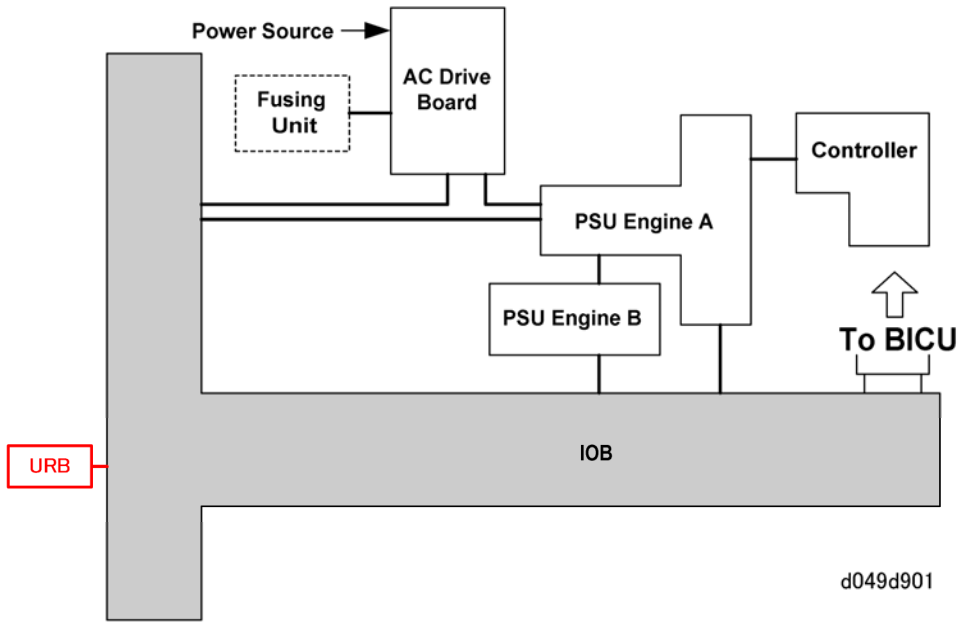 Power Source
AC Drive
Board
Fusing
Unit
Controller
PSU Engine A
PSU Engine B
To BICU
URB
IOB
d049d901